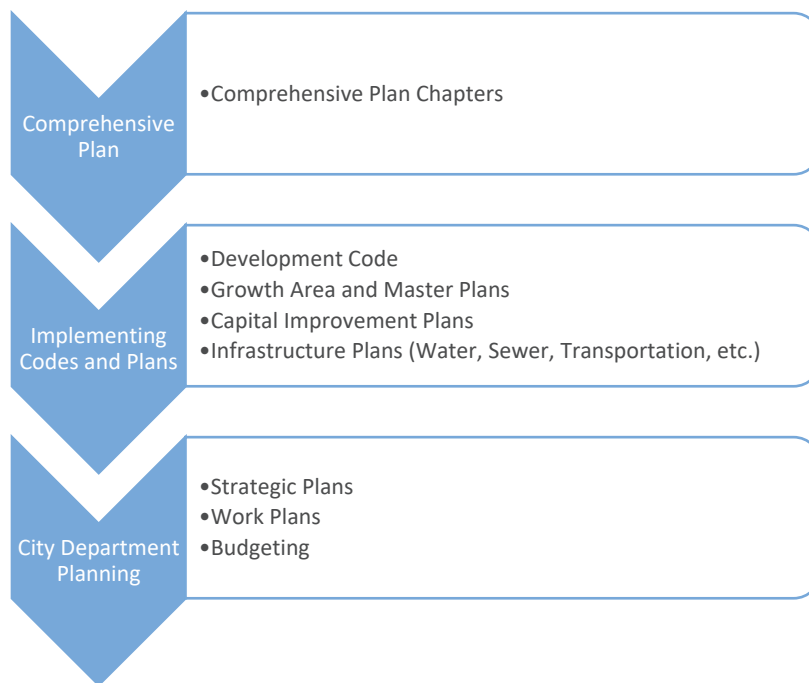 Comprehensive
Plan
•Comprehensive Plan Chapters
Implementing
Codes and Plans
•Development Code
•Growth Area and Master Plans
•Capital Improvement Plans
•Infrastructure Plans (Water, Sewer, Transportation, etc.)
City Department
Planning
•Strategic Plans
•Work Plans
•Budgeting